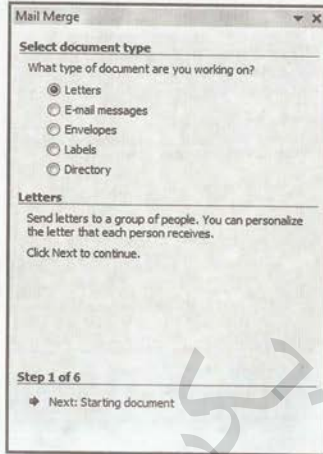 Mail Merge
Select document type
What type of document are you working on?
Letters
E-mail messages
Envelopes
Labels
Directory
Letters
Send letters to a group of people. You can personalize
the letter that each person receives.
Click Next to continue.
Step 1 of 6
Next: Starting document